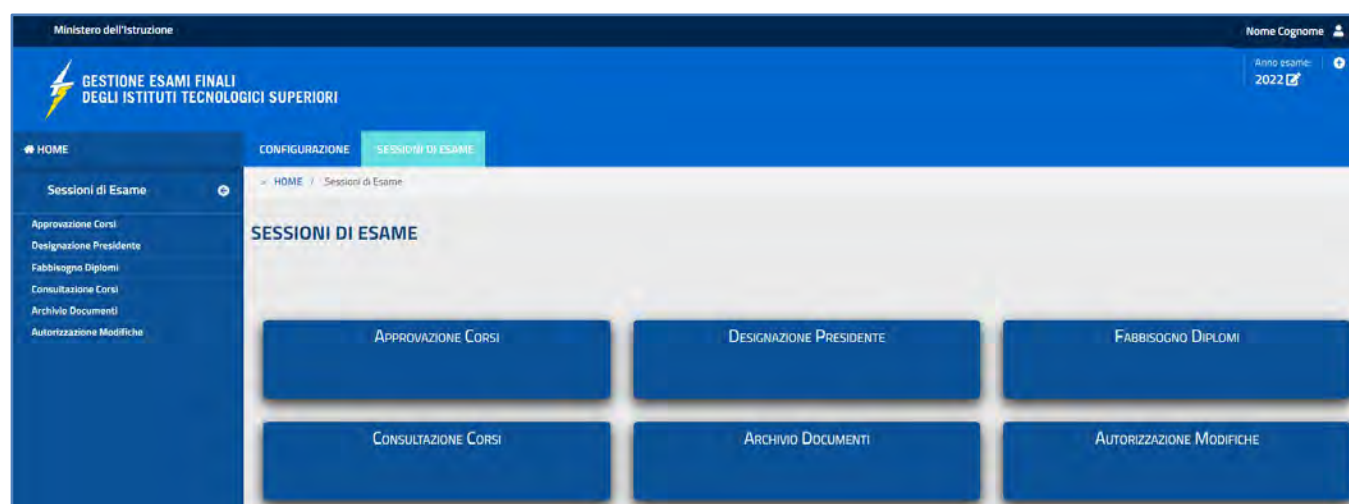 Ministero dell'Istruzione
Nome Cognome
GESTIONE ESAMI FINALI
DEGLI ISTITUTI TECNOLOGICI SUPERIORI
Anno esame:
2022
HOME
CONFIGURAZIONE
SESSIONI DI ESAME
Sessioni di Esame
HOME / Sessioni di Esame
Approvazione Corsi
Designazione Presidente
Fabbisogno Diplomi
Consultazione Corsi
Archivio Documenti
Autorizzazione Modifiche
SESSIONI DI ESAME
APPROVAZIONE CORSI
DESIGNAZIONE PRESIDENTE
FABBISOGNO DIPLOMI
CONSULTAZIONE CORSI
ARCHIVIO DOCUMENTI
AUTORIZZAZIONE MODIFICHE